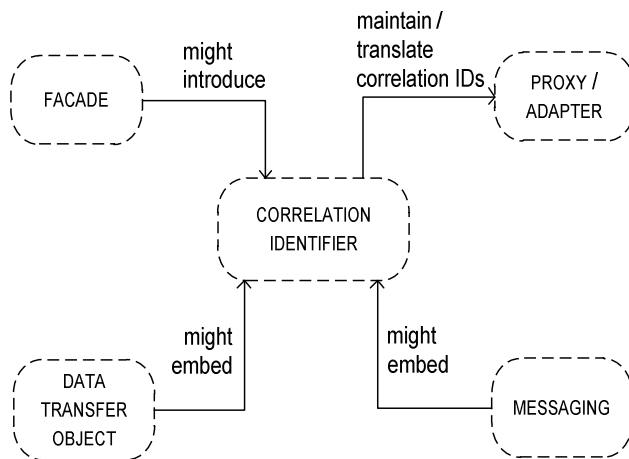 might
introduce
maintain /
translate
correlation IDs
FACADE
PROXY /
ADAPTER
CORRELATION
IDENTIFIER
might
embed
might
embed
DATA
TRANSFER
OBJECT
MESSAGING